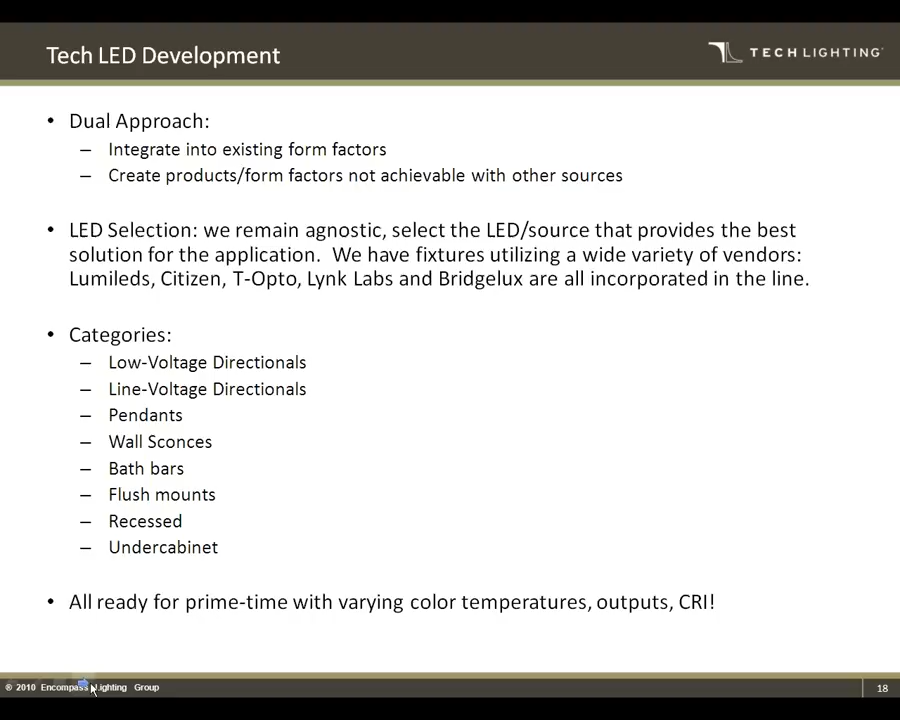 Tech LED Development
TECH LIGHTING
• Dual Approach:
– Integrate into existing form factors
– Create products/form factors not achievable with other sources
• LED Selection: we remain agnostic, select the LED/source that provides the best
solution for the application. We have fixtures utilizing a wide variety of vendors:
Lumileds, Citizen, T-Opto, Lynk Labs and Bridgelux are all incorporated in the line.
• Categories:
– Low-Voltage Directionals
– Line-Voltage Directionals
– Pendants
– Wall Sconces
– Bath bars
– Flush mounts
– Recessed
– Undercabinet
• All ready for prime-time with varying color temperatures, outputs, CRI!
® 2010 Encompass Lighting Group
18